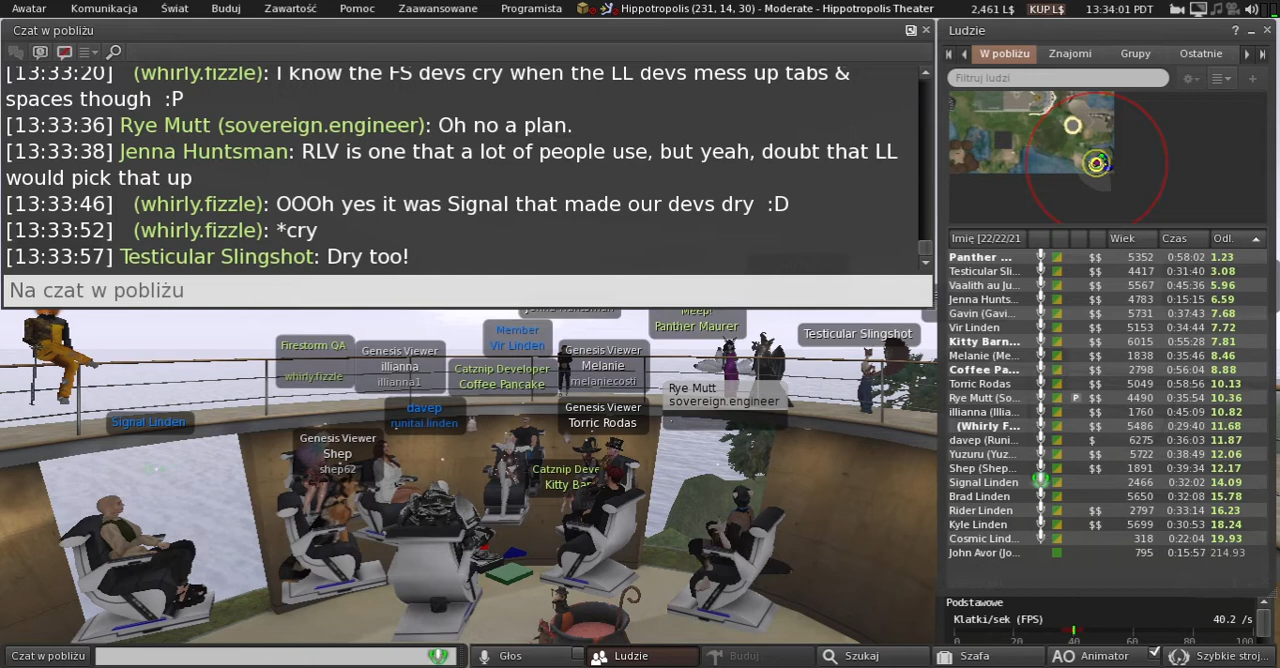 Awatar Komunikacja Świat Buduj Zawartość Pomoc Zaawansowane Programista Hippotropolis (231, 14, 30) - Moderate - Hippotropolis Theater 2,461 L$ KUP L$ 13:34:01 PDT
Czat w pobliżu
[13:33:20] (whirly.fizzle): I know the FS devs cry when the LL devs mess up tabs &
spaces though :P
[13:33:36] Rye Mutt (sovereign.engineer): Oh no a plan.
[13:33:38] Jenna Huntsman: RLV is one that a lot of people use, but yeah, doubt that LL
would pick that up
[13:33:46] (whirly.fizzle): OOOh yes it was Signal that made our devs dry :D
[13:33:52] (whirly.fizzle): *cry
[13:33:57] Testicular Slingshot: Dry too!
Na czat w pobliżu
Meep!
Panther Maurer
Testicular Slingshot
Member
Vir Linden
Firestorm QA
whirly.fizzle
Genesis Viewer
illianna
illianna1
Catznip Developer
Coffee Pancake
Genesis Viewer
Melanie
melaniecosti
Rye Mutt
sovereign.engineer
Signal Linden
davep
runitai.linden
Genesis Viewer
Torric Rodas
Genesis Viewer
Shep
shep62
Catznip Deve
Kitty Bar
Ludzie
W pobliżu Znajomi Grupy Ostatnie
Filtruj ludzi
Imię [22/22/21 Wiek Czas Odl.
Panther ... 5352 0:58:02 1.23
Testicular Sli... 4417 0:31:40 3.08
Vaalith au Ju... $$ 5567 0:45:36 5.96
Jenna Hunts... $$ 4783 0:15:15 6.59
Gavin (Gavi... $$ 5731 0:37:43 7.68
Vir Linden $$ 5153 0:34:44 7.72
Kitty Barn... $$ 6015 0:55:28 7.81
Melanie (Me... $$ 1838 0:35:46 8.46
Coffee Pa... $$ 2798 0:56:04 8.88
Torric Rodas $$ 5049 0:58:56 10.13
Rye Mutt (So... P $$ 4490 0:35:54 10.36
illianna (Illia... 1760 0:45:09 10.82
(Whirly F... $$ 5486 0:29:40 11.68
davep (Runi... $ 6275 0:36:03 11.87
Yuzuru (Yuz... $$ 5722 0:38:49 12.06
Shep (Shep... $$ 1891 0:39:34 12.17
Signal Linden 2466 0:32:02 14.09
Brad Linden 5650 0:32:08 15.78
Rider Linden $$ 2797 0:33:14 16.23
Kyle Linden $$ 5699 0:30:53 18.24
Cosmic Lind... 318 0:22:04 19.93
John Avor (Jo... 795 0:15:57 214.93
Podstawowe
Klatki/sek (FPS) 40.2 /s
0 20 40 60 80 100
Czat w pobliżu Głos Ludzie Buduj... Szukaj Szafa AO Animator Szybkie stroj...